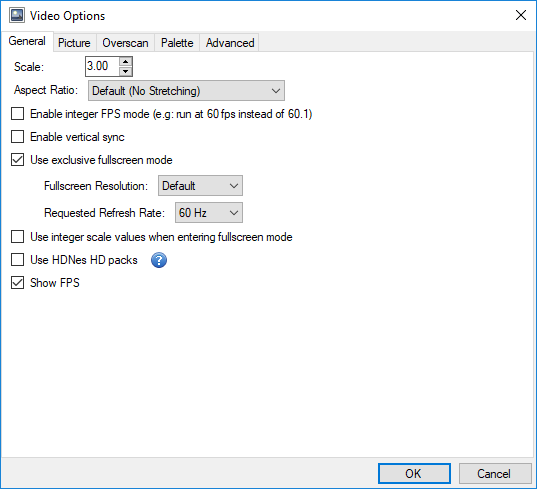 Video Options
General Picture Overscan Palette Advanced
Scale: 3.00
Aspect Ratio: Default (No Stretching)
Enable integer FPS mode (e.g: run at 60 fps instead of 60.1)
Enable vertical sync
Use exclusive fullscreen mode
Fullscreen Resolution: Default
Requested Refresh Rate: 60 Hz
Use integer scale values when entering fullscreen mode
Use HDNes HD packs ?
Show FPS
OK Cancel